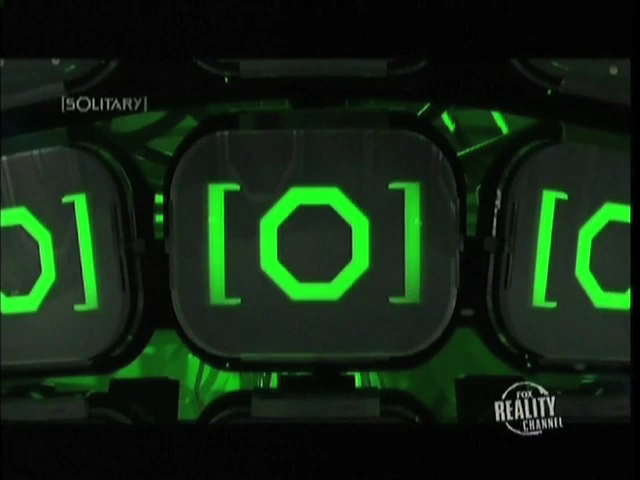 [SOLITARY]
[O]
]
[
FOX
REALITY
CHANNEL